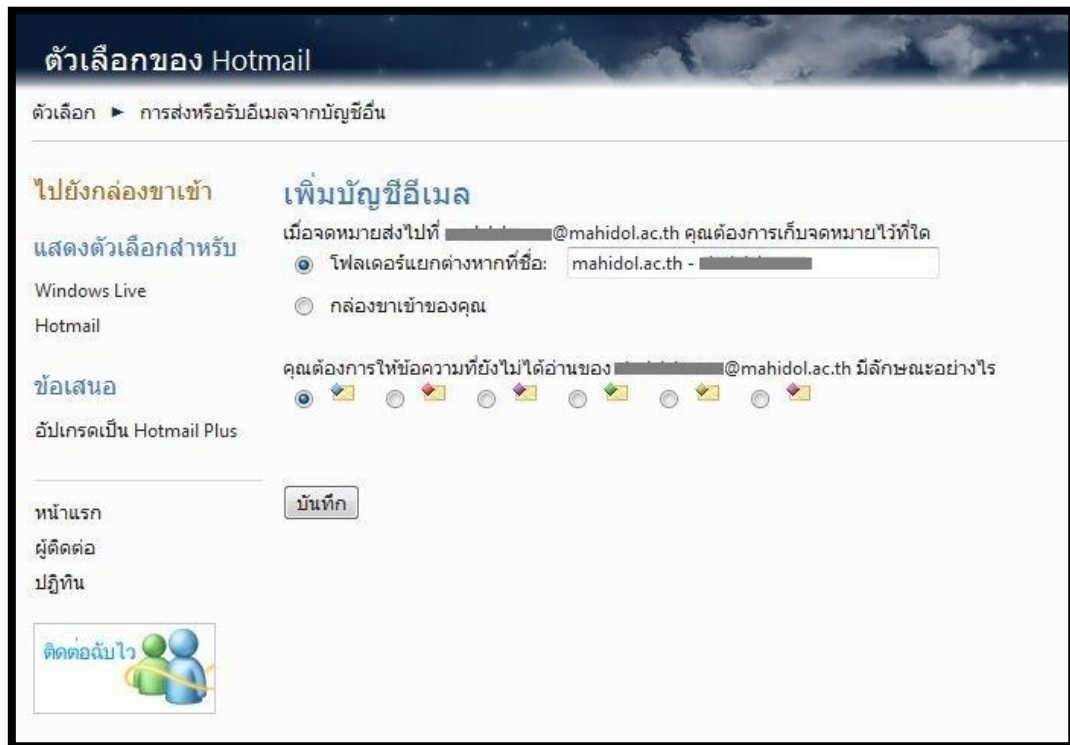 ตัวเลือกของ Hotmail
ตัวเลือก ► การส่งหรือรับอีเมลจากบัญชีอื่น
ไปยังกล่องขาเข้า
แสดงตัวเลือกสำหรับ
Windows Live
Hotmail
ข้อเสนอ
อัปเกรดเป็น Hotmail Plus
หน้าแรก
ผู้ติดต่อ
ปฏิทิน
ติดต่อฉับไว
เพิ่มบัญชีอีเมล
เมื่อจดหมายส่งไปที่ @mahidol.ac.th คุณต้องการเก็บจดหมายไว้ที่ใด
โฟลเดอร์แยกต่างหากที่ชื่อ: mahidol.ac.th -
กล่องขาเข้าของคุณ
คุณต้องการให้ข้อความที่ยังไม่ได้อ่านของ @mahidol.ac.th มีลักษณะอย่างไร
บันทึก